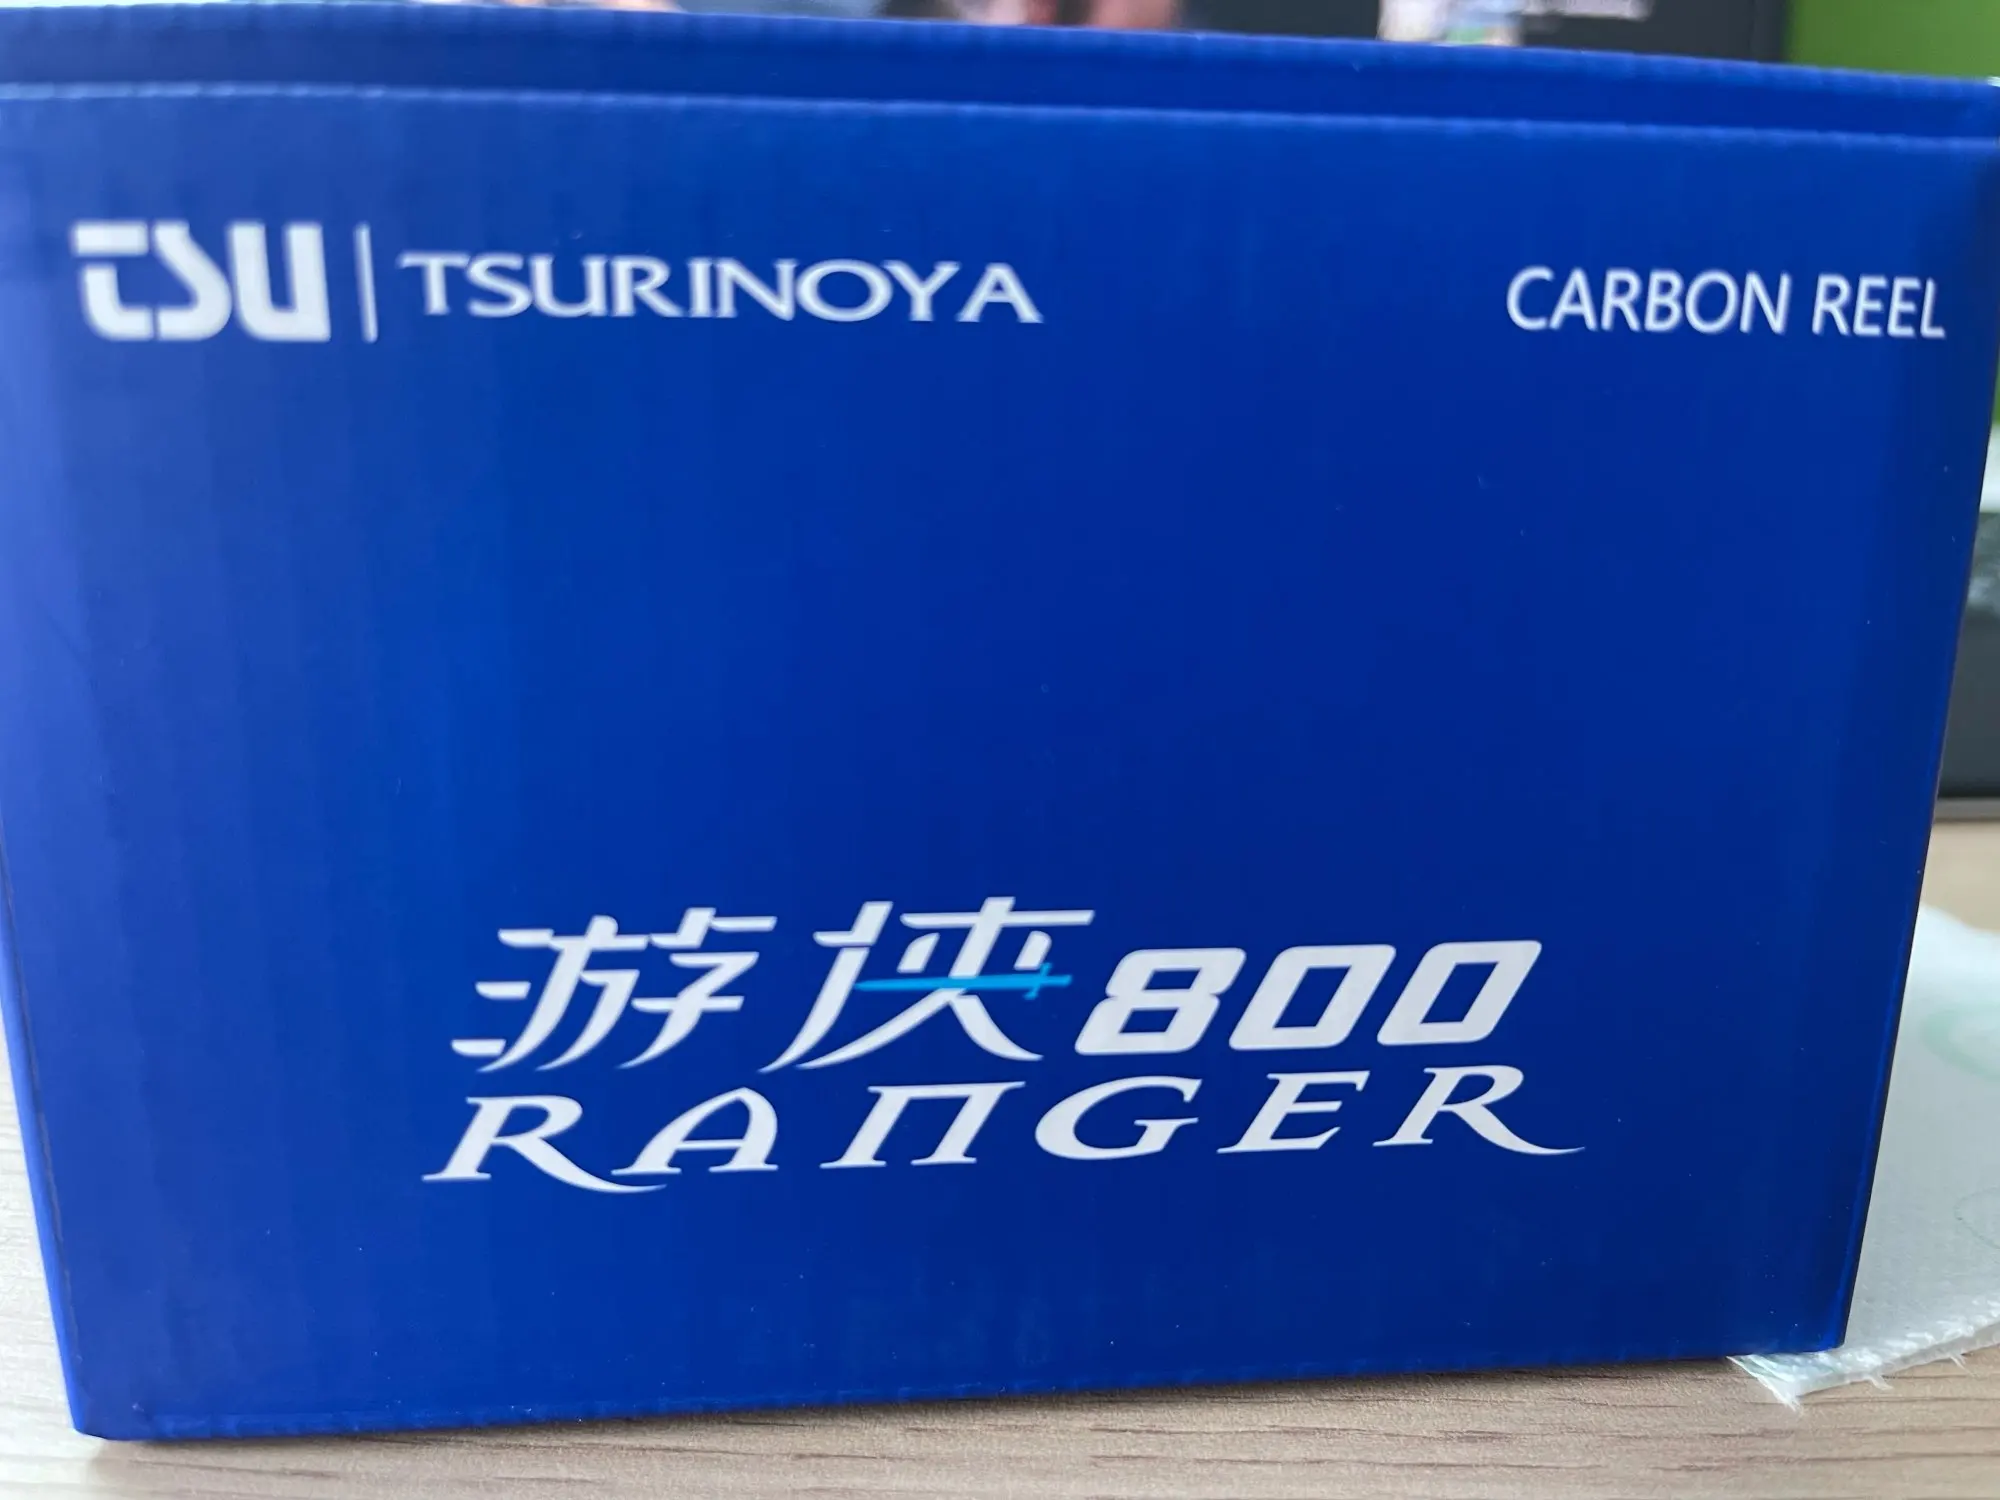 TSU | TSURINOYA
CARBON REEL
游侠800
RANGER